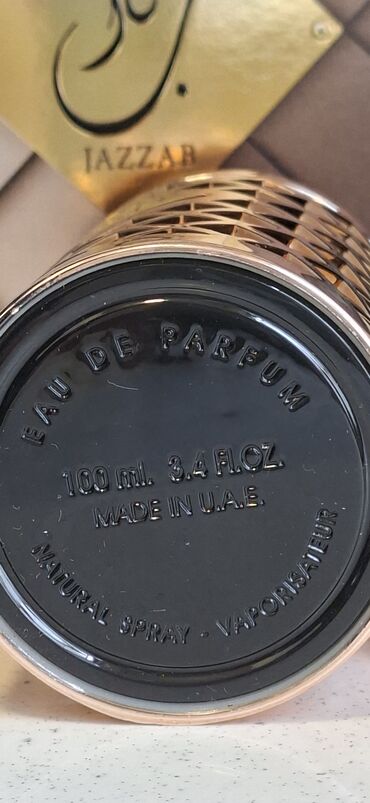 JAZZAB
EAU DE PARFUM
100 ml. 3.4 Fl.OZ.
MADE IN U.A.E.
NATURAL SPRAY - VAPORISATEUR